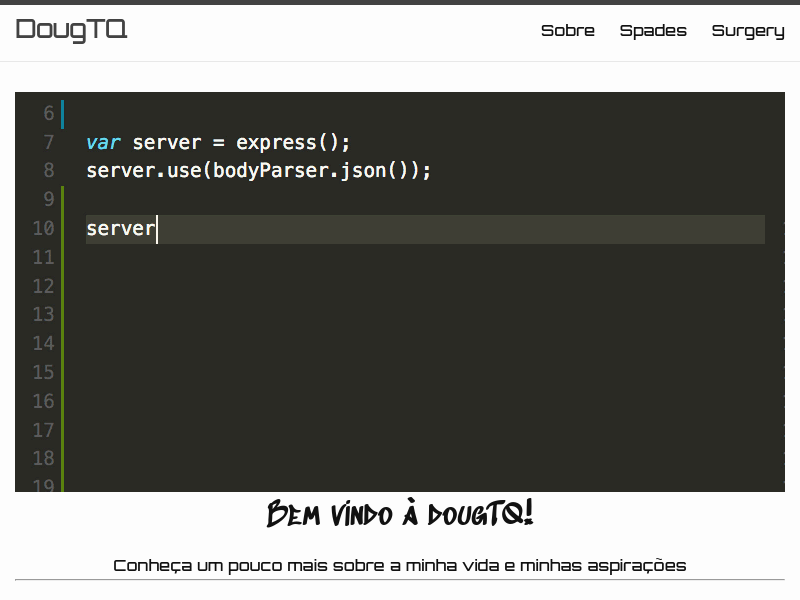 DougTQ
Sobre Spades Surgery
6
7 var server = express();
8 server.use(bodyParser.json());
9
10 server
11
12
13
14
15
16
17
18
19
Bem vindo à dougTQ!
Conheça um pouco mais sobre a minha vida e minhas aspirações